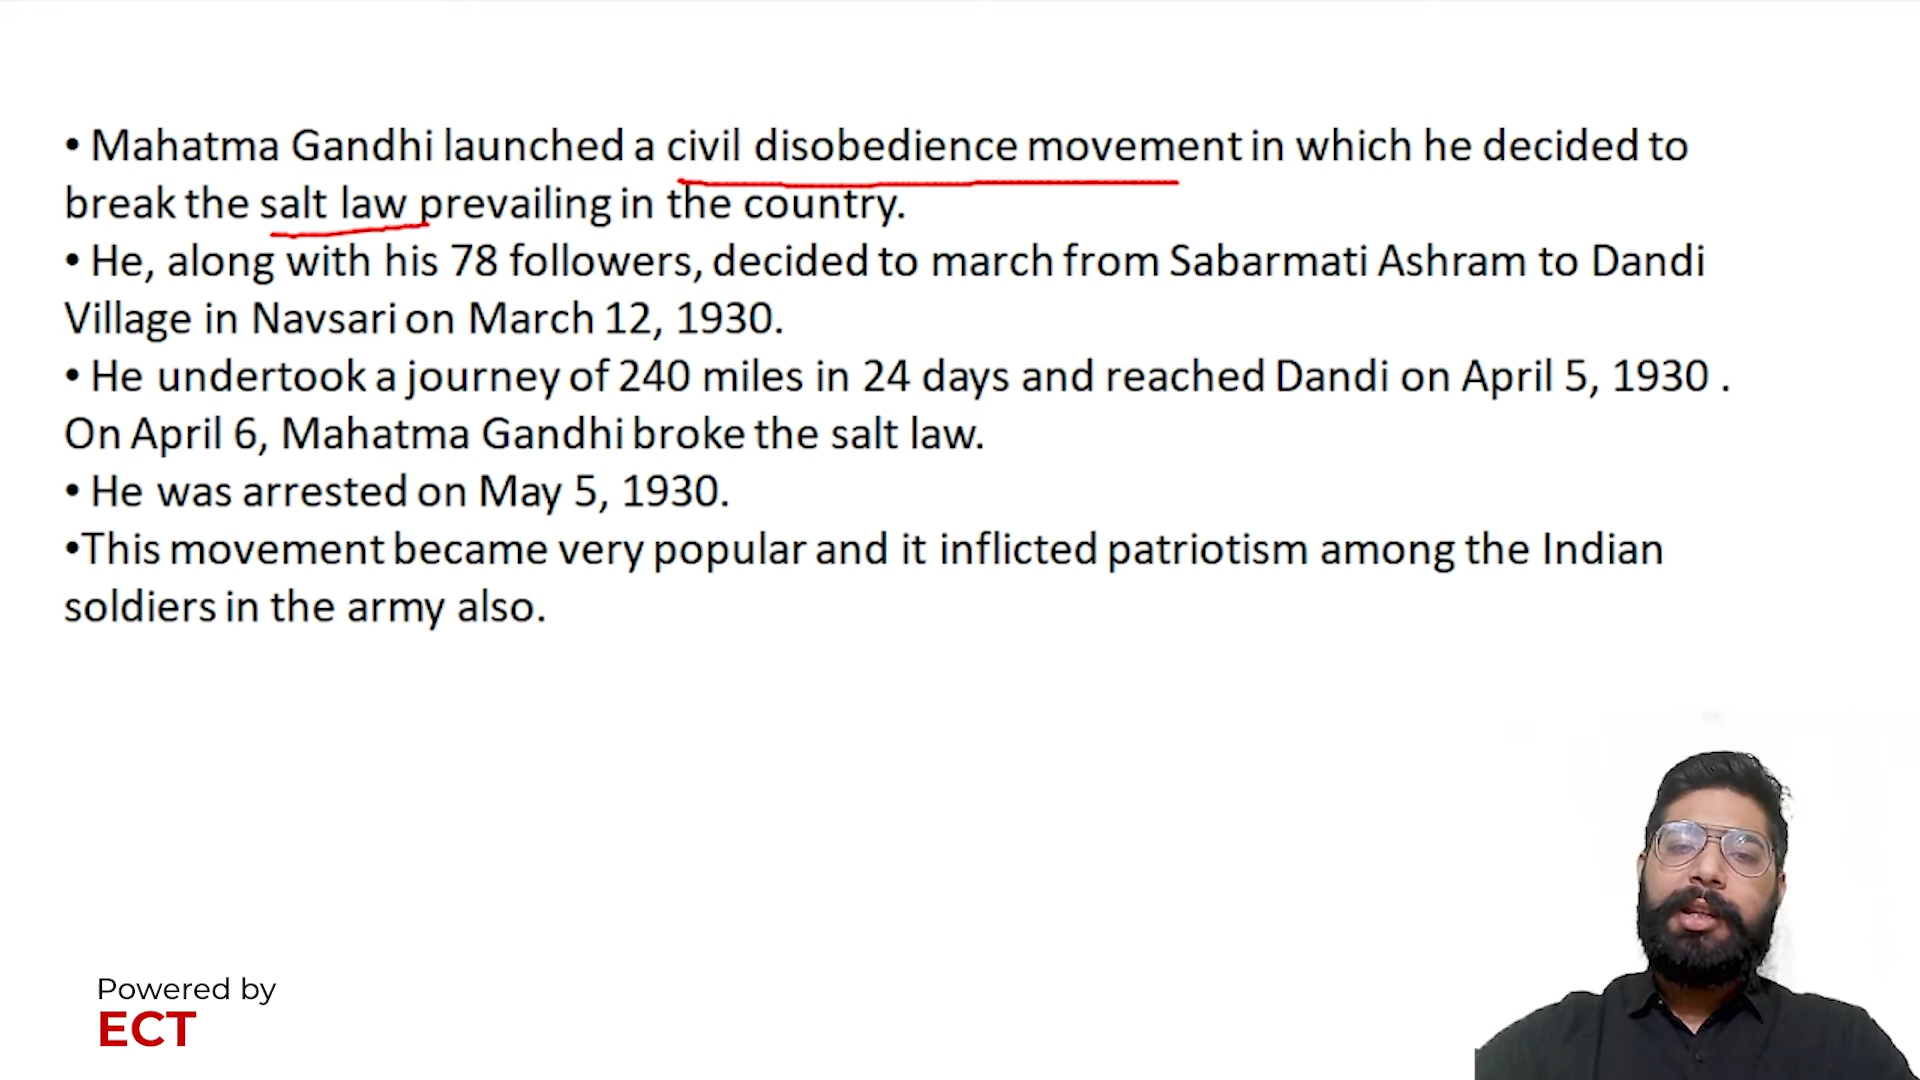 • Mahatma Gandhi launched a civil disobedience movement in which he decided to
break the salt law prevailing in the country.
• He, along with his 78 followers, decided to march from Sabarmati Ashram to Dandi
Village in Navsari on March 12, 1930.
• He undertook a journey of 240 miles in 24 days and reached Dandi on April 5, 1930 .
On April 6, Mahatma Gandhi broke the salt law.
• He was arrested on May 5, 1930.
•This movement became very popular and it inflicted patriotism among the Indian
soldiers in the army also.
Powered by
ECT